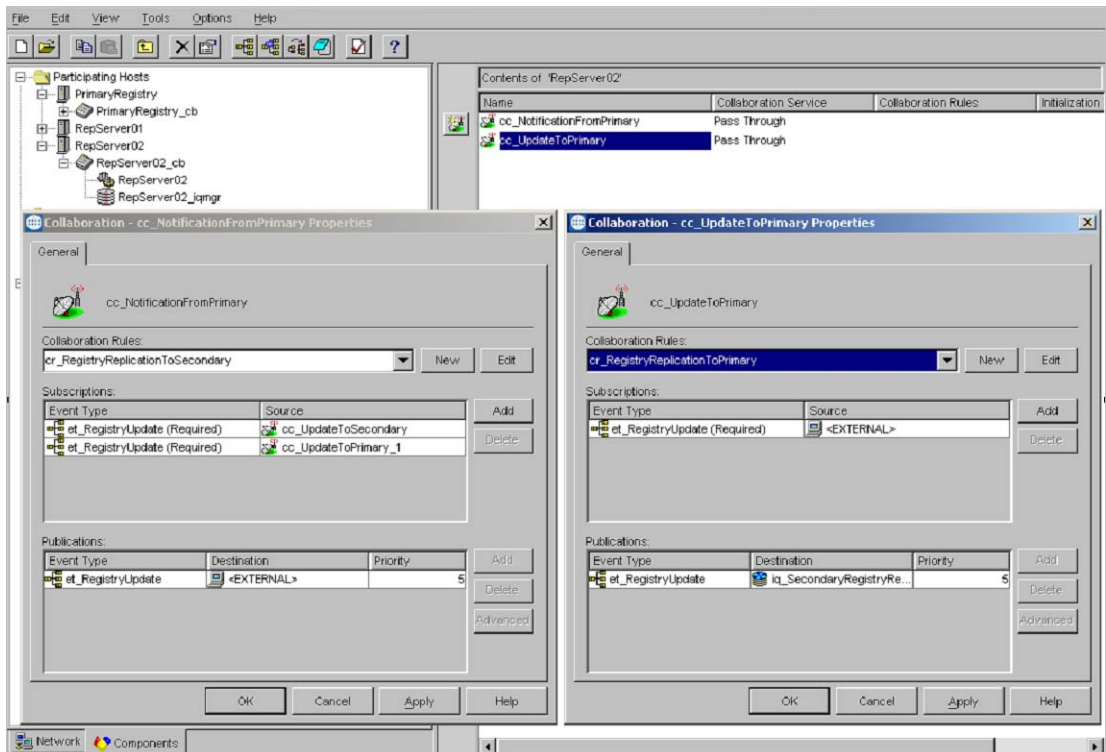 File Edit View Tools Options Help
Participating Hosts
PrimaryRegistry
PrimaryRegistry_cb
RepServer01
RepServer02
RepServer02_cb
RepServer02
RepServer02_iqmgr
Contents of 'RepServer02'
Name Collaboration Service Collaboration Rules Initialization
cc_NotificationFromPrimary Pass Through
cc_UpdateToPrimary Pass Through
Collaboration - cc_NotificationFromPrimary Properties
General
cc_NotificationFromPrimary
Collaboration Rules:
cr_RegistryReplicationToSecondary New Edit
Subscriptions:
Event Type Source Add
et_RegistryUpdate (Required) cc_UpdateToSecondary
et_RegistryUpdate (Required) cc_UpdateToPrimary_1 Delete
Publications:
Event Type Destination Priority Add
et_RegistryUpdate <EXTERNAL> 5
Delete
Advanced
OK Cancel Apply Help
Collaboration - cc_UpdateToPrimary Properties
General
cc_UpdateToPrimary
Collaboration Rules:
cr_RegistryReplicationToPrimary New Edit
Subscriptions:
Event Type Source Add
et_RegistryUpdate (Required) <EXTERNAL>
Delete
Publications:
Event Type Destination Priority Add
et_RegistryUpdate iq_SecondaryRegistryRe... 5
Delete
Advanced
OK Cancel Apply Help
Network Components